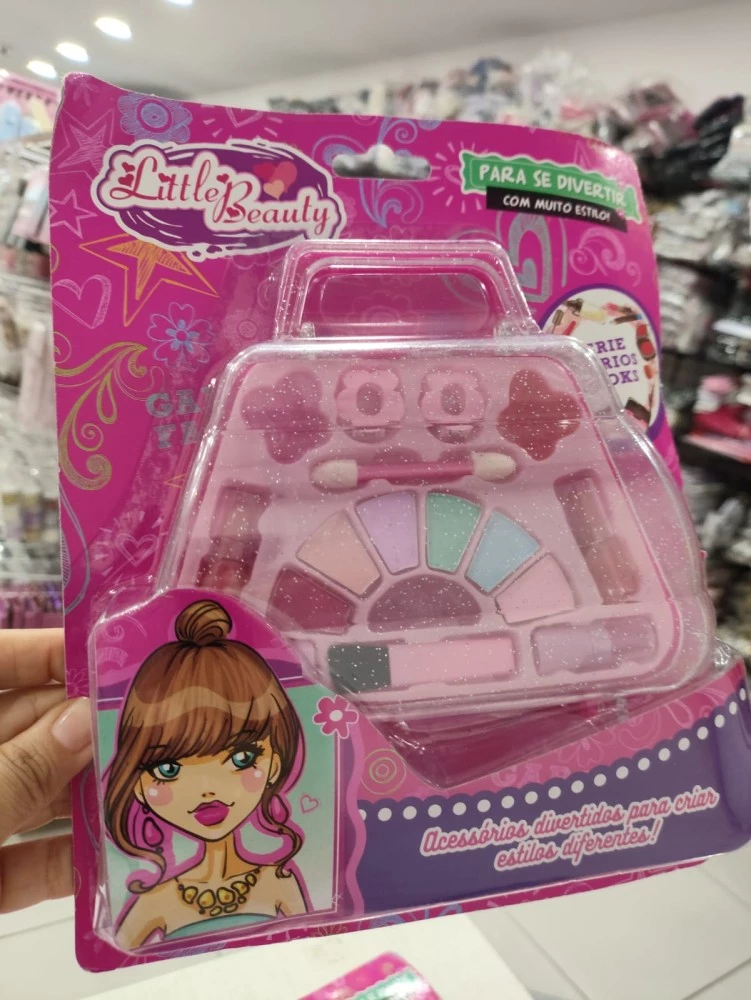 Little Beauty
PARA SE DIVERTIR
COM MUITO ESTILO!
Acessórios divertidos para criar
estilos diferentes!